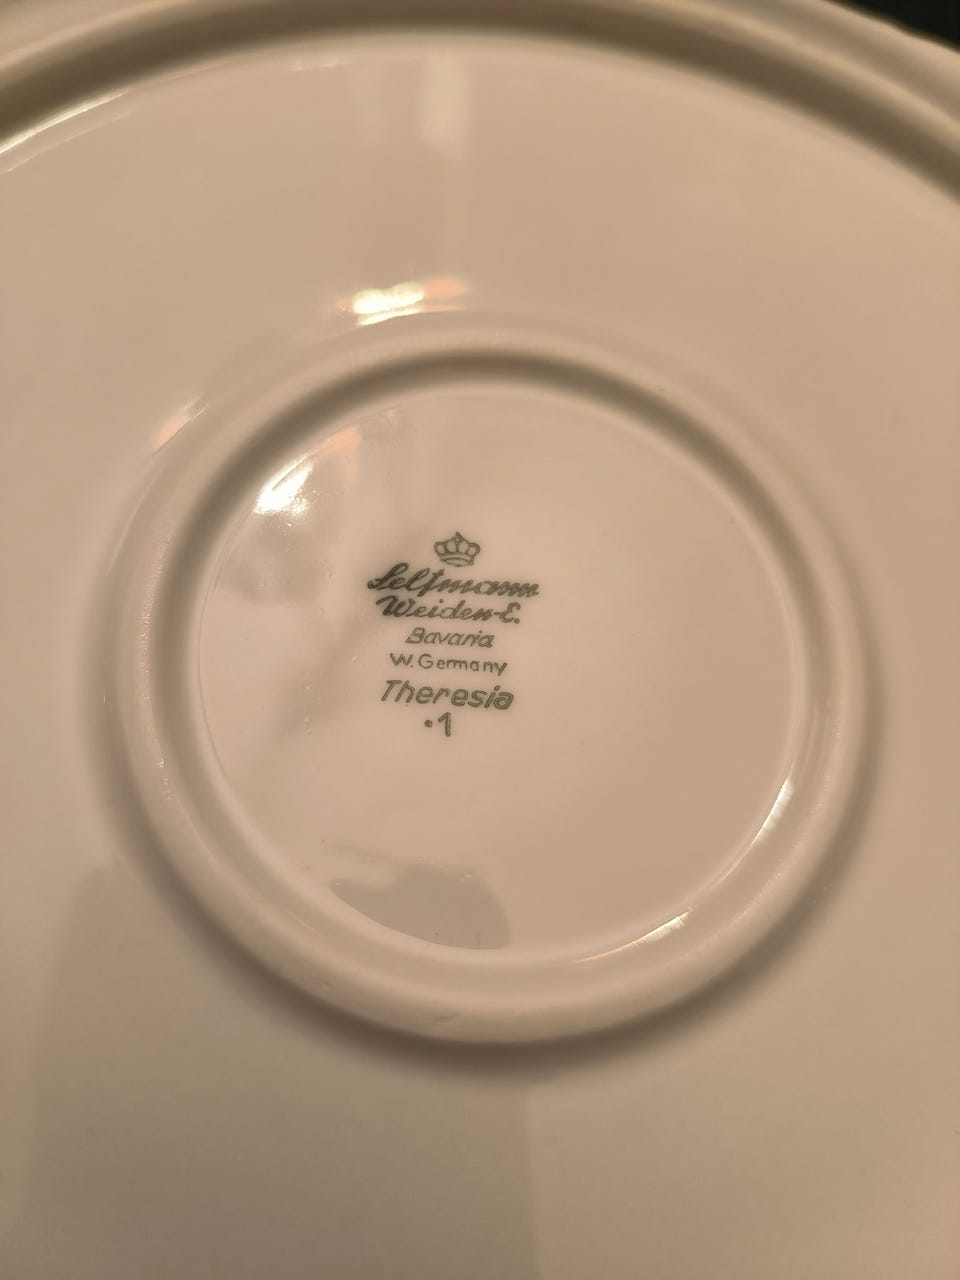 Seltmann
Weiden-E.
Bavaria
W. Germany
Theresia
•1